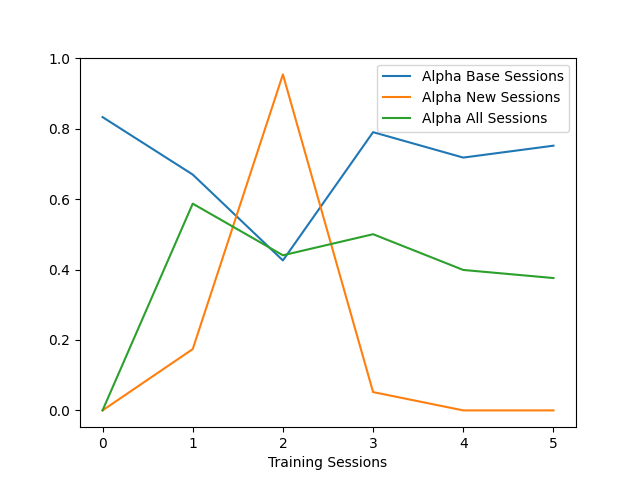 1.0
0.8
0.6
0.4
0.2
0.0
Alpha Base Sessions
Alpha New Sessions
Alpha All Sessions
0 1 2 3 4 5
Training Sessions